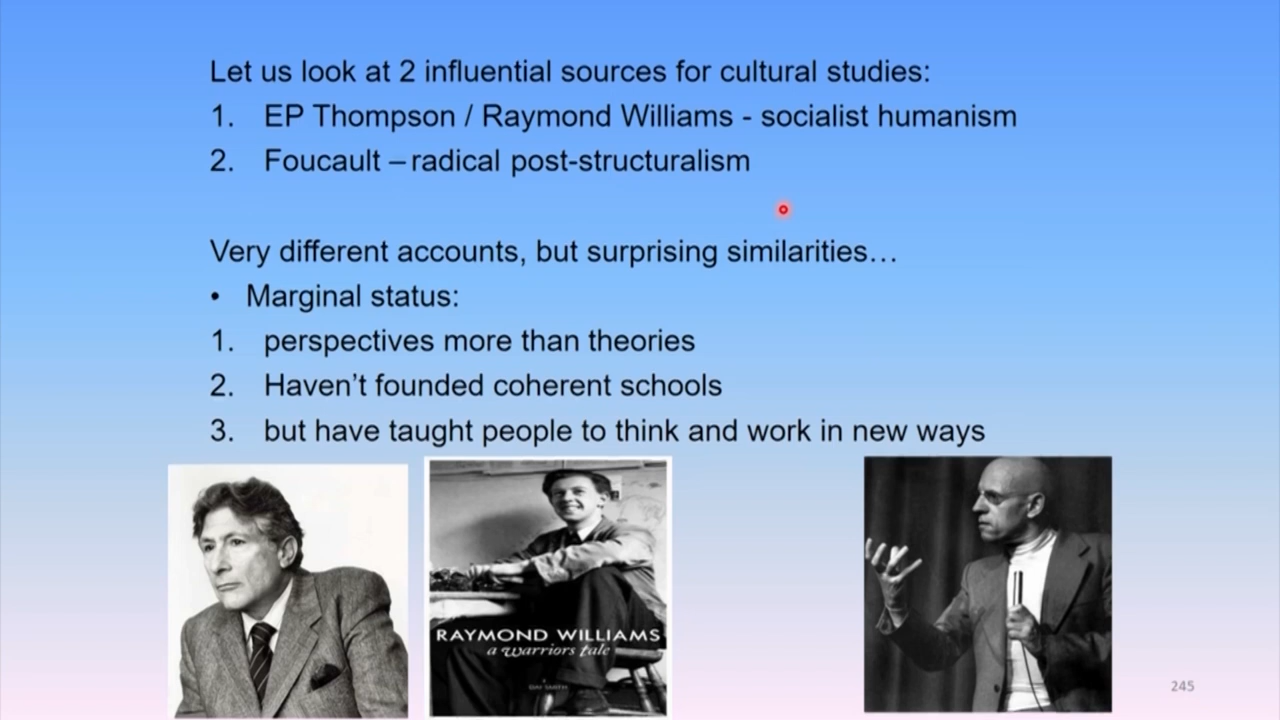 Let us look at 2 influential sources for cultural studies:
1. EP Thompson / Raymond Williams - socialist humanism
2. Foucault – radical post-structuralism
Very different accounts, but surprising similarities…
• Marginal status:
1. perspectives more than theories
2. Haven’t founded coherent schools
3. but have taught people to think and work in new ways
RAYMOND WILLIAMS
a warriors tale
DAI SMITH
245